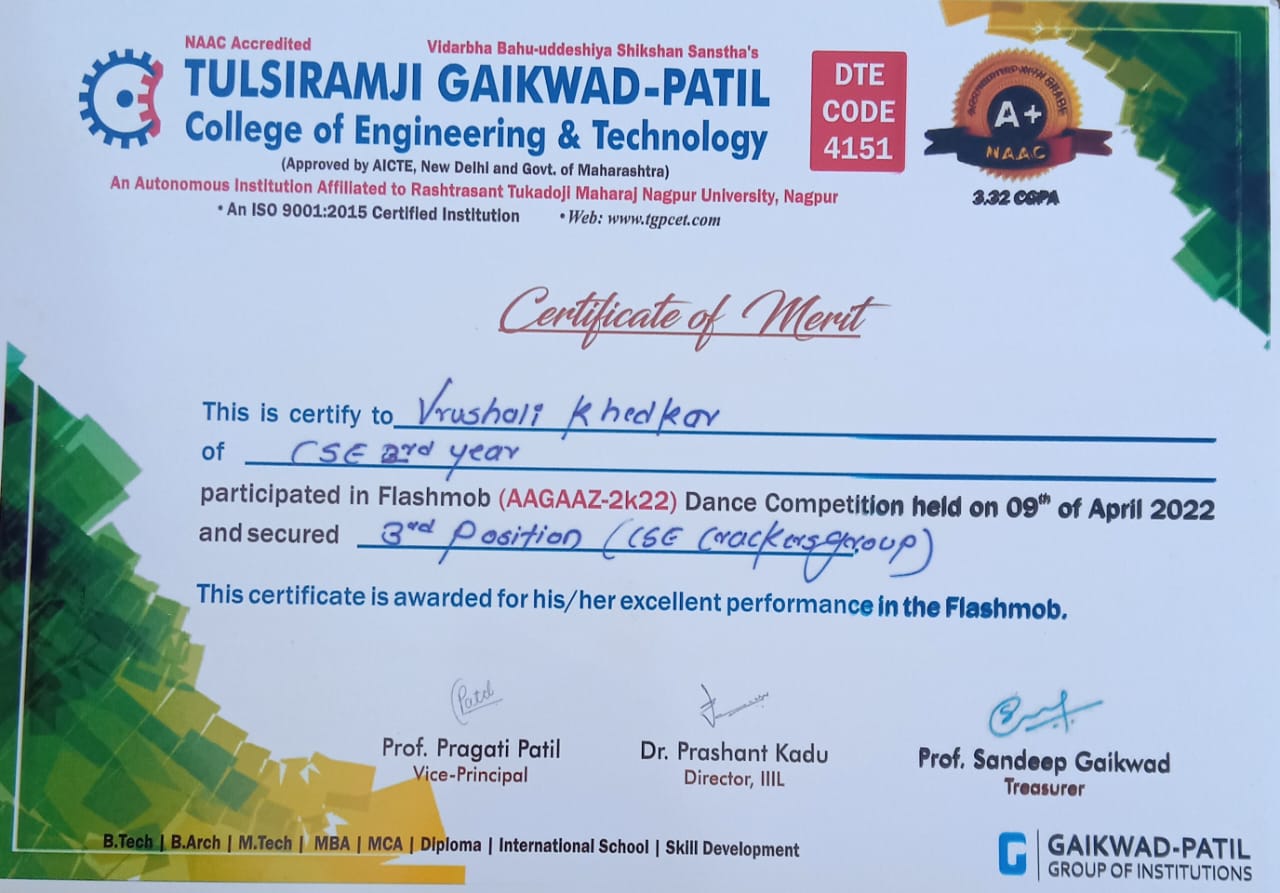 NAAC Accredited
Vidarbha Bahu-uddeshiya Shikshan Sanstha's
TULSIRAMJI GAIKWAD-PATIL
College of Engineering & Technology
(Approved by AICTE, New Delhi and Govt. of Maharashtra)
An Autonomous Institution Affiliated to Rashtrasant Tukadoji Maharaj Nagpur University, Nagpur
• An ISO 9001:2015 Certified Institution • Web: www.tgpcet.com
DTE
CODE
4151
ACCREDITED WITH GRADE
A+
NAAC
3.32 CGPA
Certificate of Merit
This is certify to Vrushali Khedkar
of CSE 3rd year
participated in Flashmob (AAGAAZ-2k22) Dance Competition held on 09th of April 2022
and secured 3rd Position (CSE Crackers group)
This certificate is awarded for his/her excellent performance in the Flashmob.
Patil
Prof. Pragati Patil
Vice-Principal
Dr. Prashant Kadu
Director, IIIL
Prof. Sandeep Gaikwad
Treasurer
B.Tech | B.Arch | M.Tech | MBA | MCA | Diploma | International School | Skill Development
GAIKWAD-PATIL
GROUP OF INSTITUTIONS